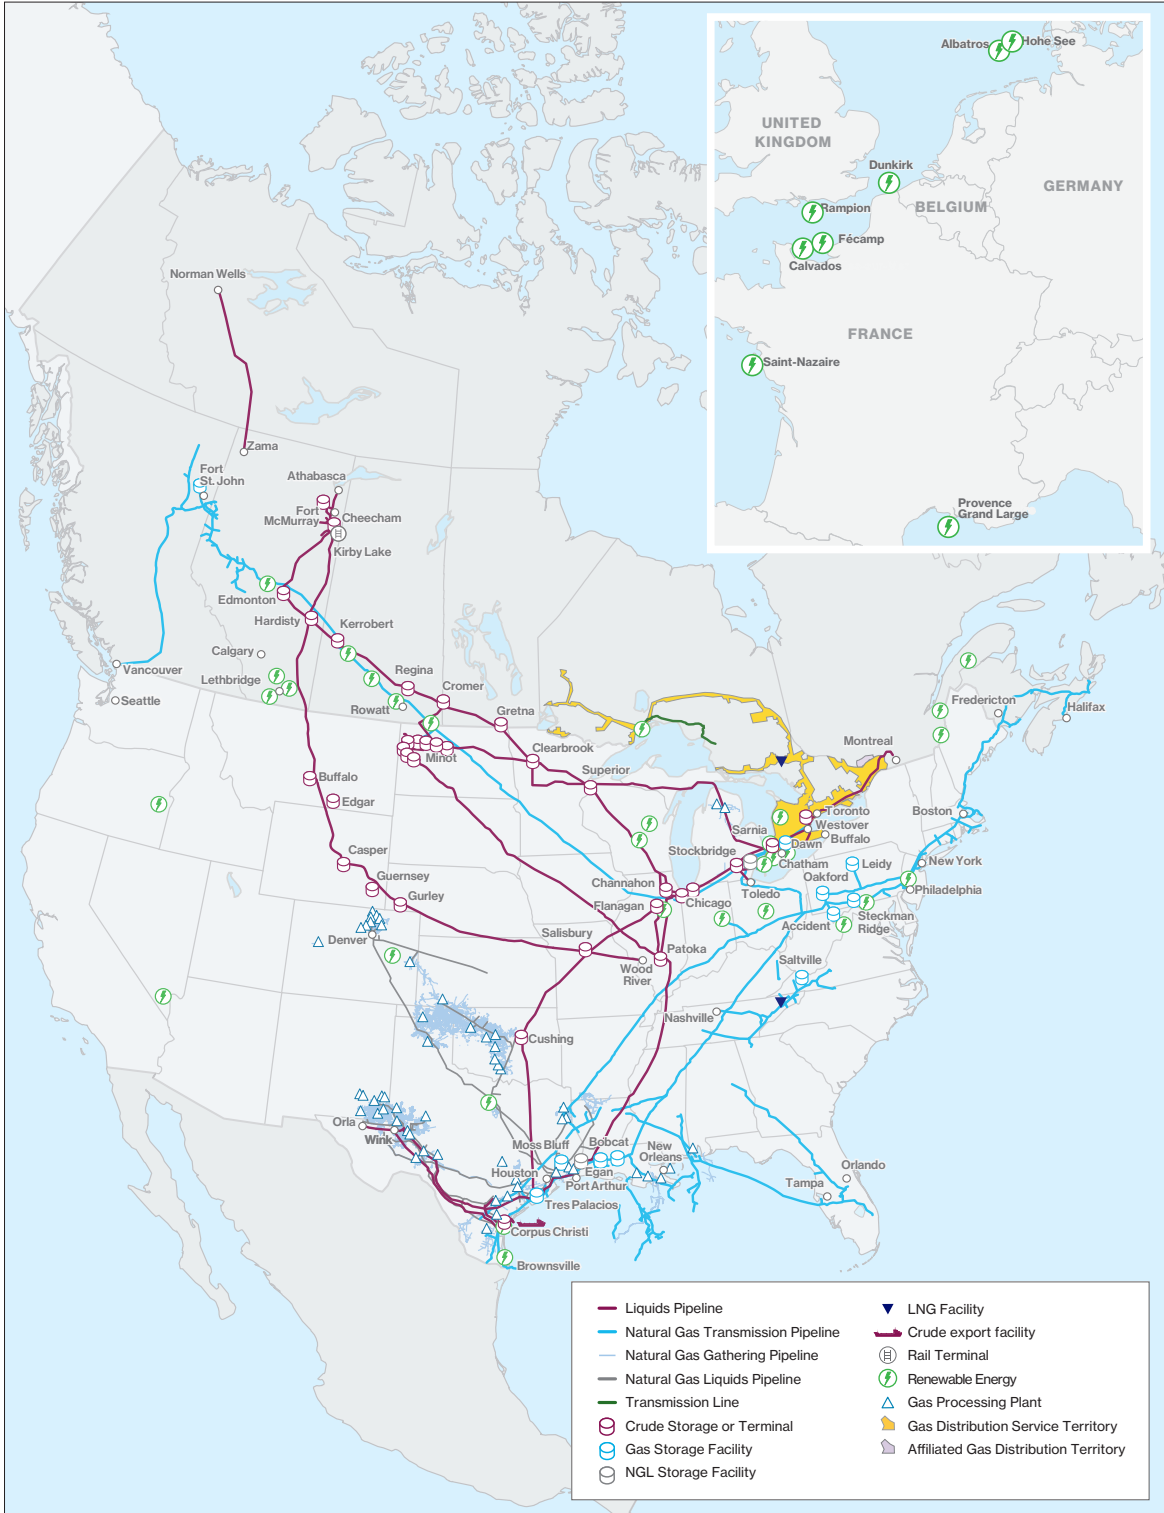 Albatros
Hohe See
UNITED
KINGDOM
Dunkirk
GERMANY
BELGIUM
Rampion
Fécamp
Calvados
FRANCE
Saint-Nazaire
Provence
Grand Large
Norman Wells
Zama
Fort
St. John
Athabasca
Fort
McMurray
Cheecham
Kirby Lake
Edmonton
Hardisty
Kerrobert
Calgary
Vancouver
Lethbridge
Regina
Cromer
Seattle
Rowatt
Gretna
Fredericton
Halifax
Montreal
Minot
Clearbrook
Superior
Buffalo
Edgar
Toronto
Boston
Sarnia
Westover
Buffalo
Dawn
Stockbridge
Casper
Chatham
Leidy
New York
Guernsey
Oakford
Channahon
Toledo
Philadelphia
Gurley
Flanagan
Chicago
Steckman
Ridge
Accident
Denver
Salisbury
Patoka
Wood
River
Saltville
Nashville
Cushing
Orla
Wink
Moss Bluff
Bobcat
New
Orleans
Houston
Egan
Port Arthur
Orlando
Tampa
Tres Palacios
Corpus Christi
Brownsville
Liquids Pipeline
Natural Gas Transmission Pipeline
Natural Gas Gathering Pipeline
Natural Gas Liquids Pipeline
Transmission Line
Crude Storage or Terminal
Gas Storage Facility
NGL Storage Facility
LNG Facility
Crude export facility
Rail Terminal
Renewable Energy
Gas Processing Plant
Gas Distribution Service Territory
Affiliated Gas Distribution Territory